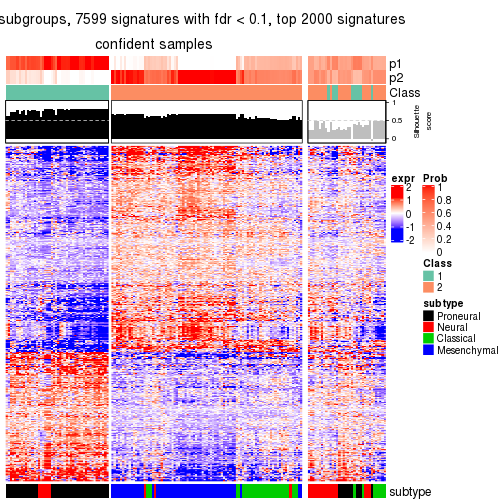 subgroups, 7599 signatures with fdr < 0.1, top 2000 signatures
confident samples
p1
p2
Class
1
0.5
0
Silhouette
score
expr
2
1
0
-1
-2
Prob
1
0.8
0.6
0.4
0.2
0
Class
1
2
subtype
Proneural
Neural
Classical
Mesenchymal
subtype